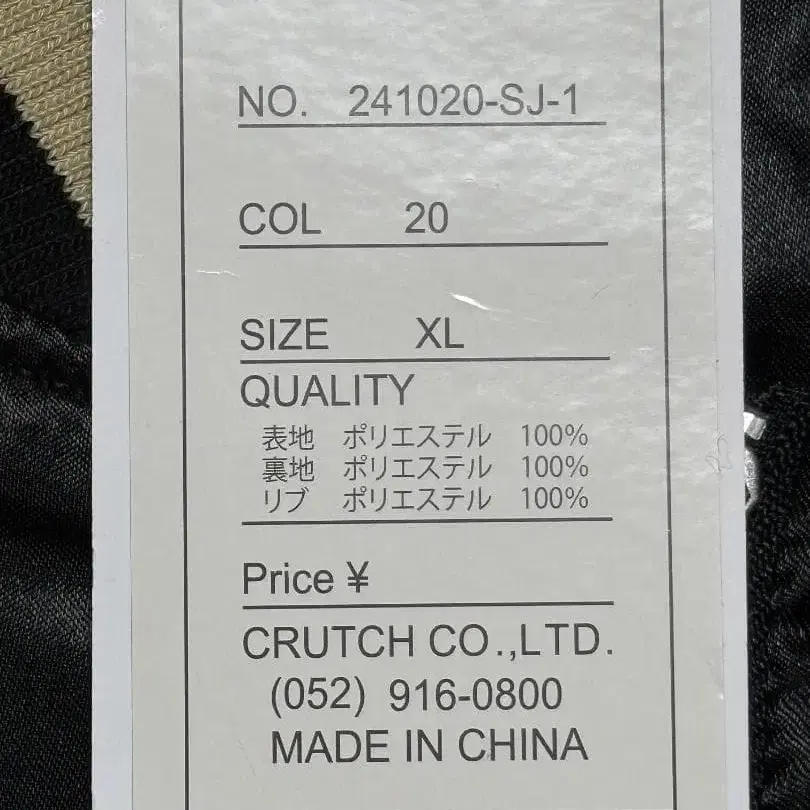 NO. 241020-SJ-1
COL 20
SIZE XL
QUALITY
表地 ポリエステル 100%
裏地 ポリエステル 100%
リブ ポリエステル 100%
Price ¥
CRUTCH CO.,LTD.
(052) 916-0800
MADE IN CHINA